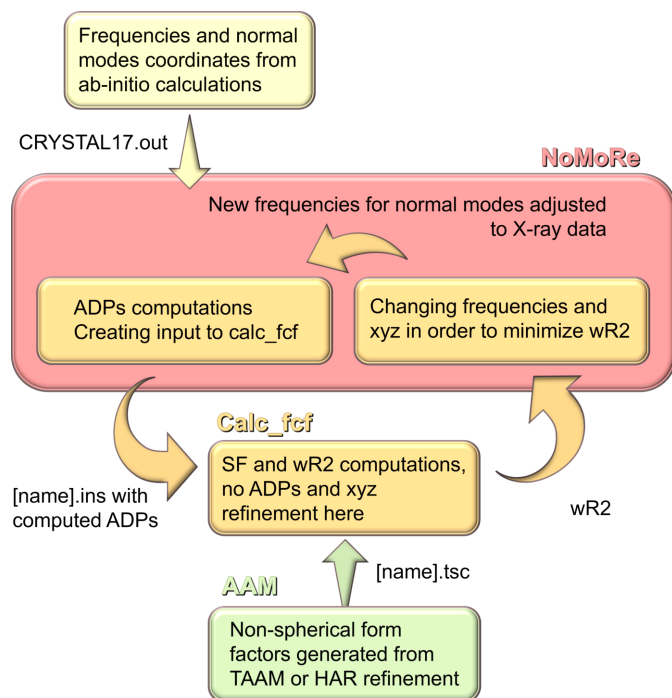 Frequencies and normal
modes coordinates from
ab-initio calculations
CRYSTAL17.out
NoMoRe
New frequencies for normal modes adjusted
to X-ray data
ADPs computations
Creating input to calc_fcf
Changing frequencies and
xyz in order to minimize wR2
Calc_fcf
SF and wR2 computations,
no ADPs and xyz
refinement here
[name].ins with
computed ADPs
wR2
[name].tsc
AAM
Non-spherical form
factors generated from
TAAM or HAR refinement